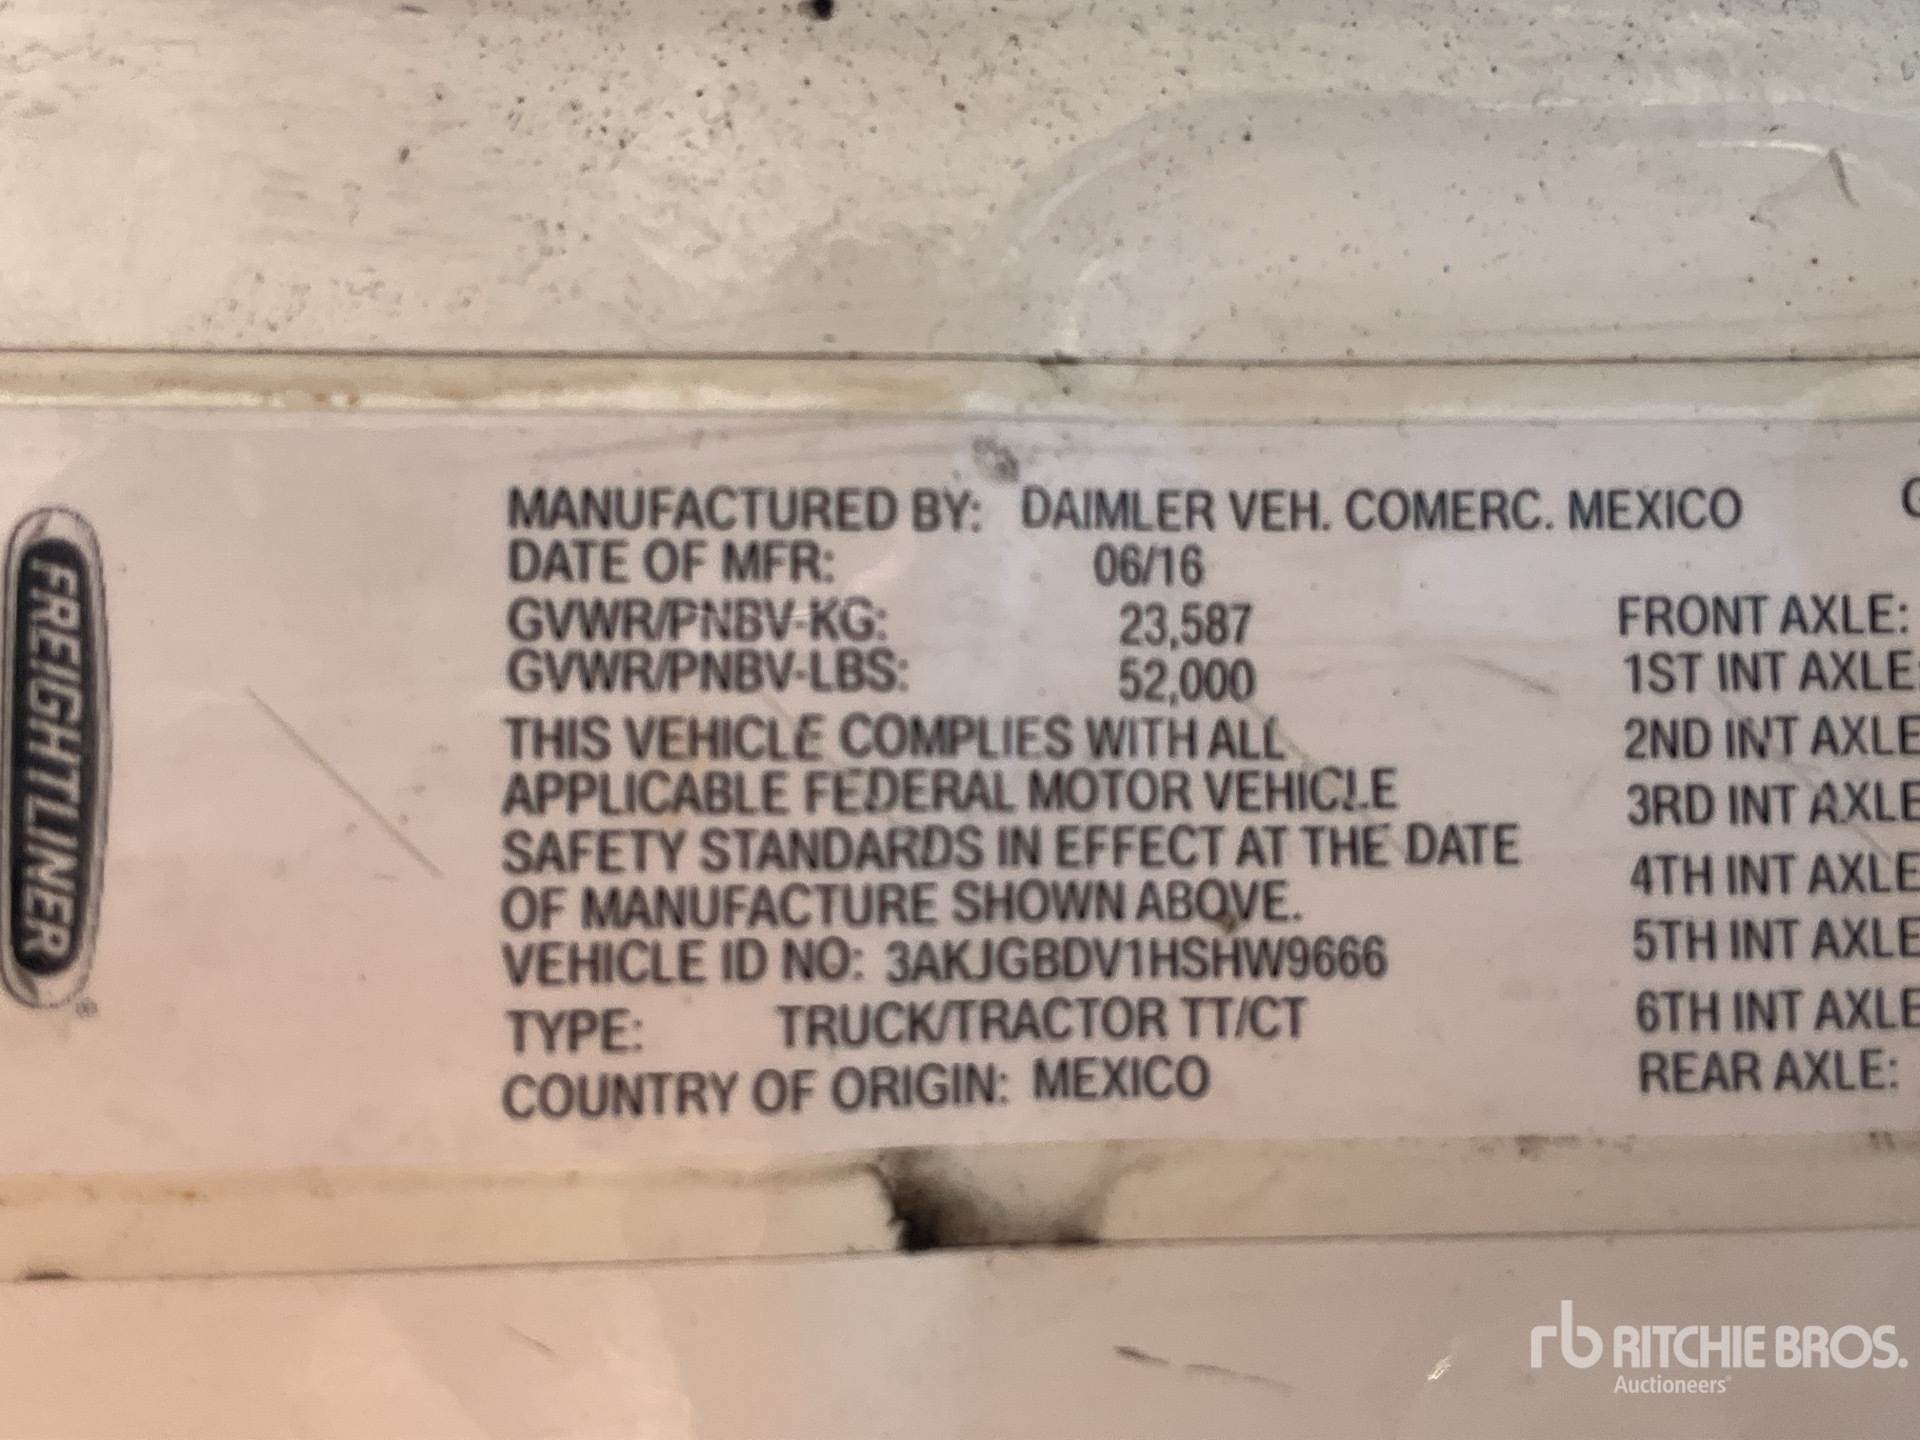 FREIGHTLINER
®
MANUFACTURED BY: DAIMLER VEH. COMERC. MEXICO
DATE OF MFR: 06/16
GVWR/PNBV-KG: 23,587
GVWR/PNBV-LBS: 52,000
THIS VEHICLE COMPLIES WITH ALL
APPLICABLE FEDERAL MOTOR VEHICLE
SAFETY STANDARDS IN EFFECT AT THE DATE
OF MANUFACTURE SHOWN ABOVE.
VEHICLE ID NO: 3AKJGBDV1HSHW9666
TYPE: TRUCK/TRACTOR TT/CT
COUNTRY OF ORIGIN: MEXICO
FRONT AXLE:
1ST INT AXLE:
2ND INT AXLE
3RD INT AXLE
4TH INT AXLE
5TH INT AXLE
6TH INT AXLE
REAR AXLE:
rb RITCHIE BROS.
Auctioneers®